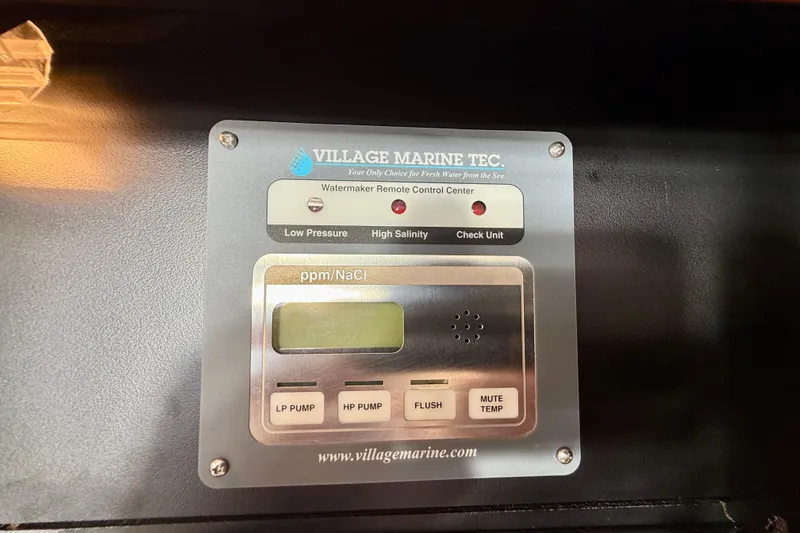 VILLAGE MARINE TEC.
Your Only Choice for Fresh Water from the Sea
Watermaker Remote Control Center
Low Pressure High Salinity Check Unit
ppm/NaCl
LP PUMP HP PUMP FLUSH MUTE TEMP
www.villagemarine.com